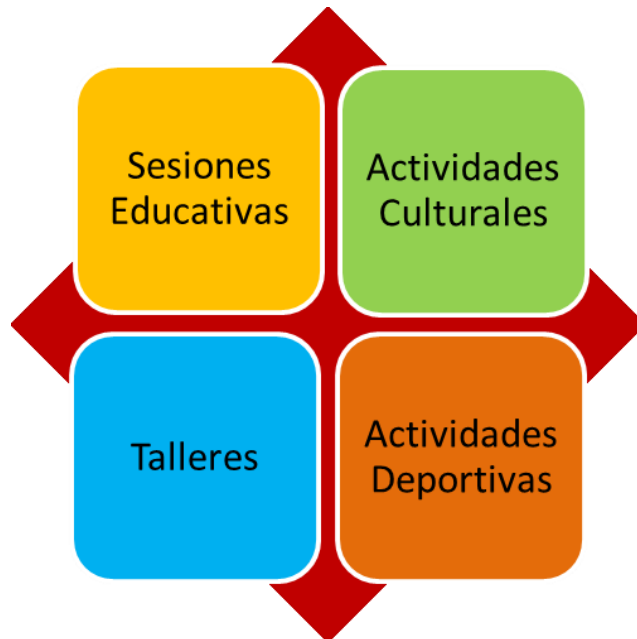 Sesiones
Educativas
Actividades
Culturales
Talleres
Actividades
Deportivas